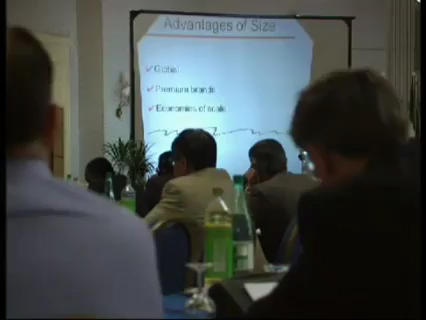 Advantages of Size
✓ Global
✓ Premium brands
✓ Economies of scale